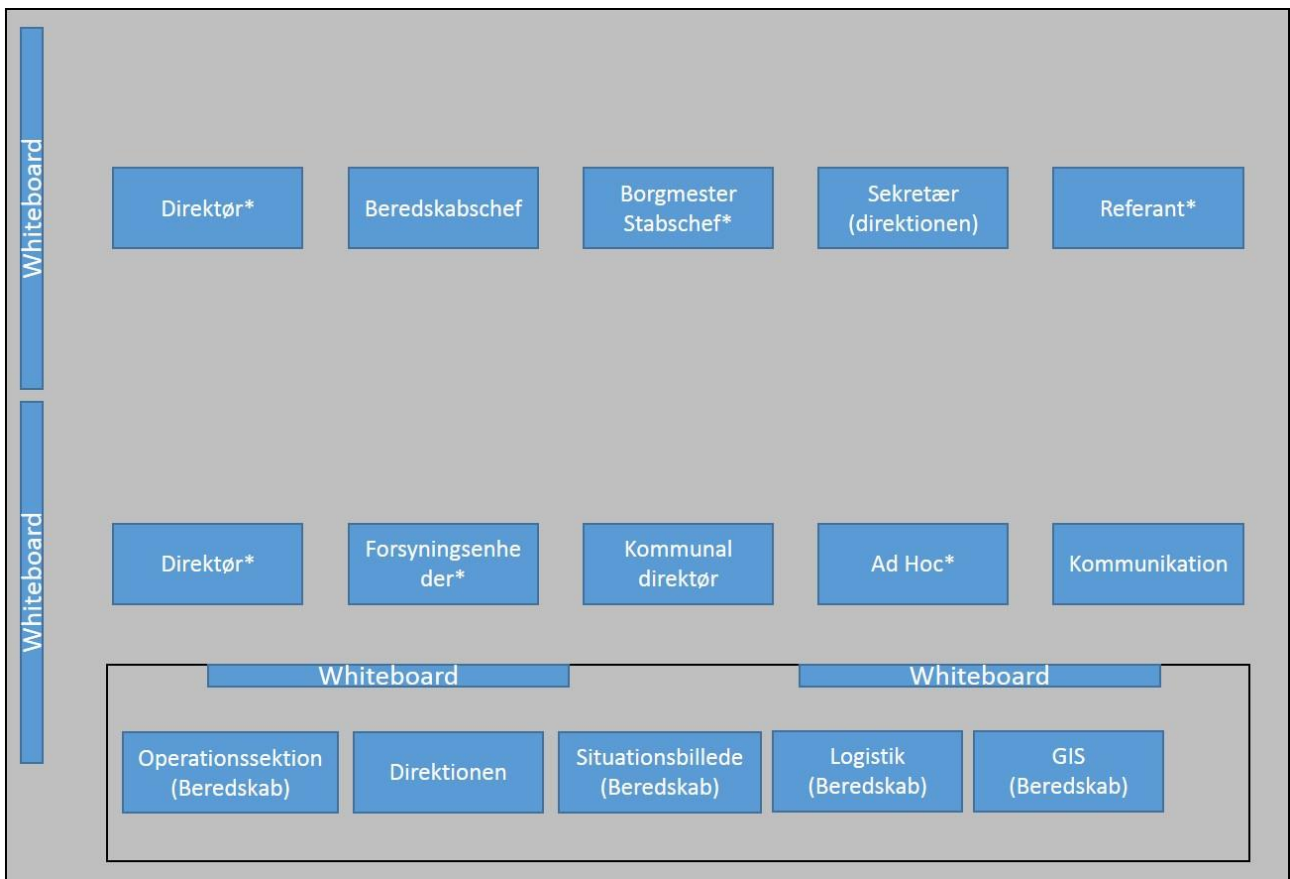 Whiteboard
Direktør*
Beredskabschef
Borgmester
Stabschef*
Sekretær
(direktionen)
Referant*
Whiteboard
Direktør*
Forsyningsenhe
der*
Kommunal
direktør
Ad Hoc*
Kommunikation
Whiteboard
Whiteboard
Operationssektion
(Beredskab)
Direktionen
Situationsbillede
(Beredskab)
Logistik
(Beredskab)
GIS
(Beredskab)